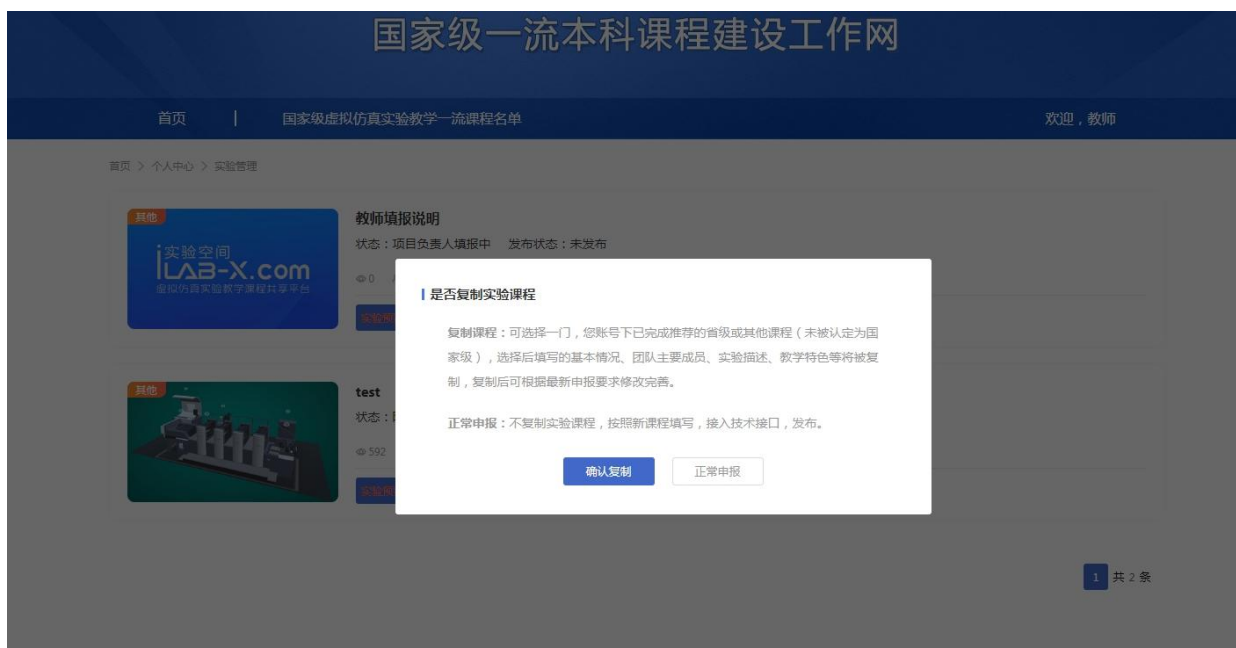 国家级一流本科课程建设工作网
首页 | 国家级虚拟仿真实验教学一流课程名单 欢迎，教师
首页 > 个人中心 > 实验管理
其他
实验空间
iLAB-X.com
虚拟仿真实验教学课程共享平台
教师填报说明
状态：项目负责人填报中 发布状态：未发布
0
是否复制实验课程
复制课程：可选择一门，您账号下已完成推荐的省级或其他课程（未被认定为国
家级），选择后填写的基本情况、团队主要成员、实验描述、教学特色等将被复
制，复制后可根据最新申报要求修改完善。
正常申报：不复制实验课程，按照新课程填写，接入技术接口，发布。
确认复制 正常申报
其他
test
状态：
592
1 共 2 条